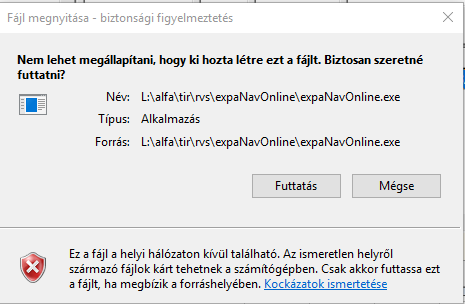 Fájl megnyitása - biztonsági figyelmeztetés
Nem lehet megállapítani, hogy ki hozta létre ezt a fájlt. Biztosan szeretné
futtatni?
Név: L:\alfa\tir\rvs\expaNavOnline\expaNavOnline.exe
Típus: Alkalmazás
Forrás: L:\alfa\tir\rvs\expaNavOnline\expaNavOnline.exe
Futtatás Mégse
Ez a fájl a helyi hálózaton kívül található. Az ismeretlen helyről
származó fájlok kárt tehetnek a számítógépben. Csak akkor futtassa ezt
a fájlt, ha megbízik a forráshelyében. Kockázatok ismertetése